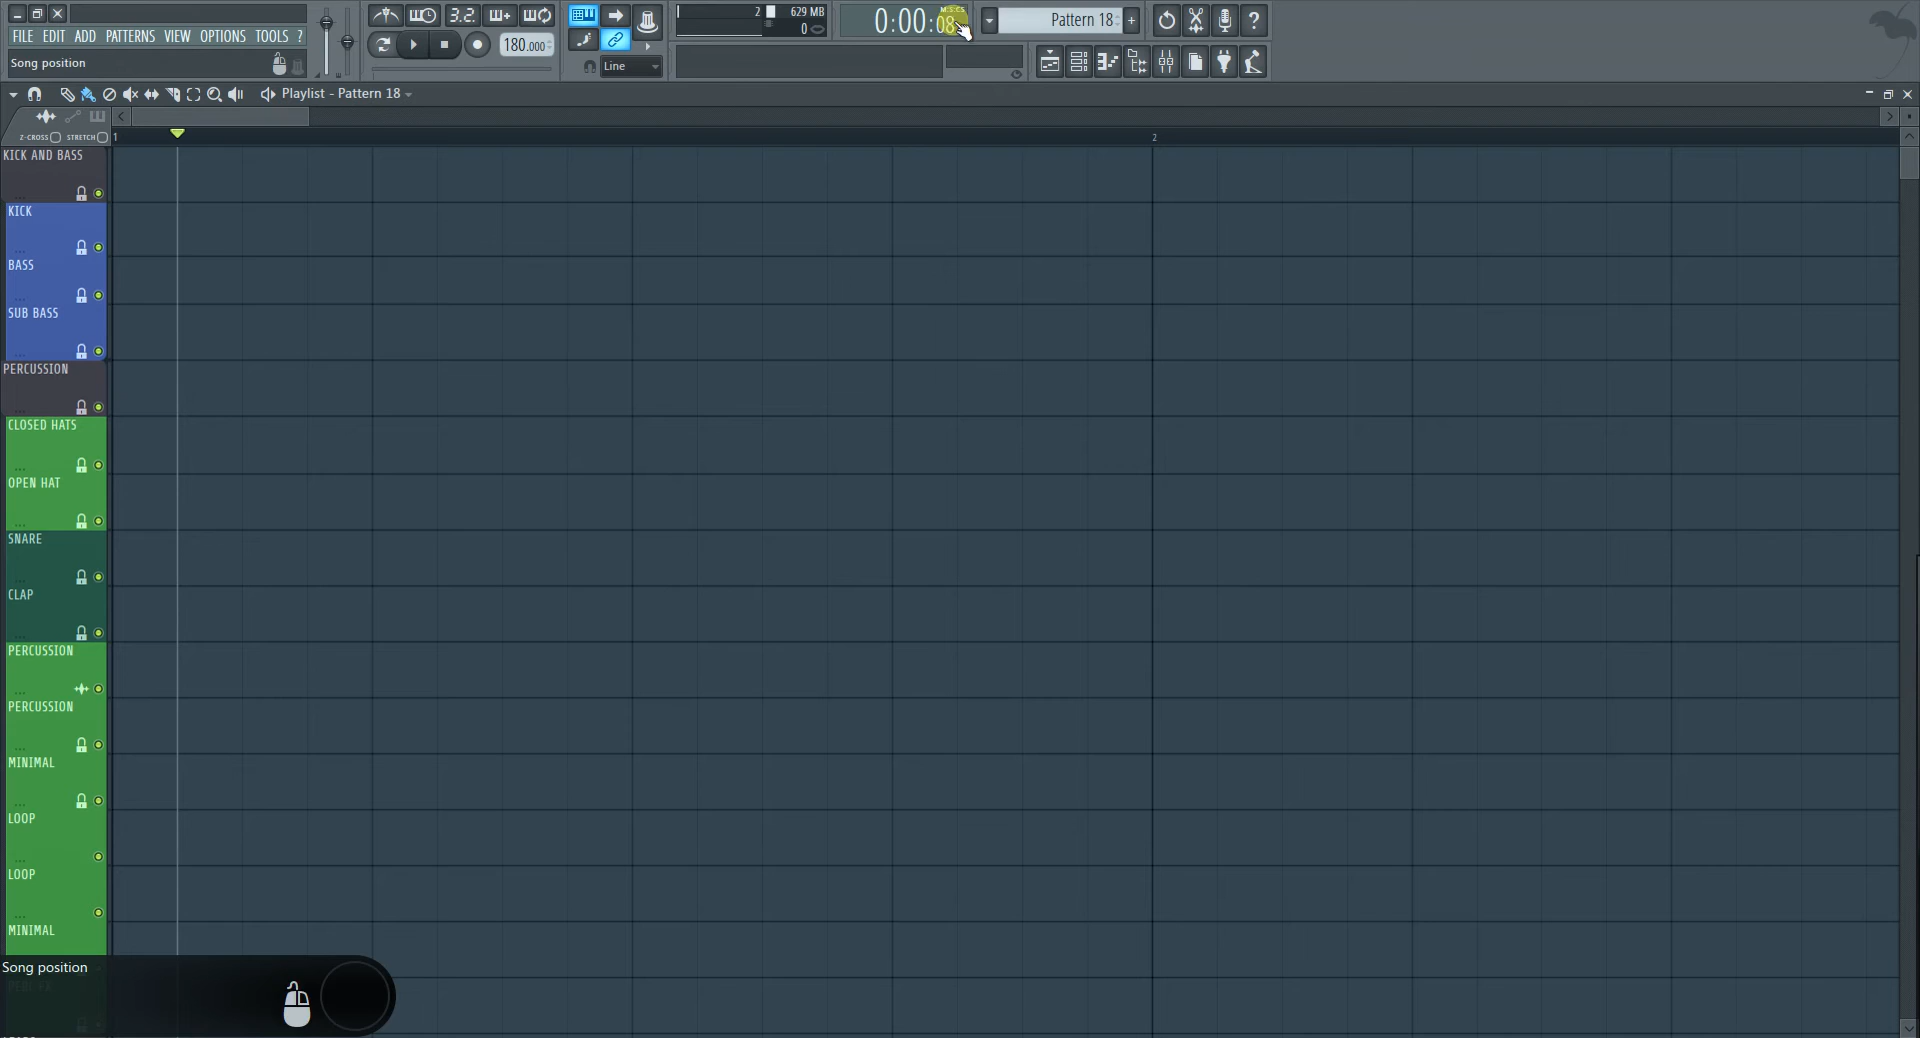 FILE EDIT ADD PATTERNS VIEW OPTIONS TOOLS ?
Song position
3.2.
180.000
Line
2
629 MB
0
0:00:08
M:S:CS
Pattern 18
+
?
Playlist - Pattern 18
Z-CROSS STRETCH
1
2
KICK AND BASS
KICK
BASS
SUB BASS
PERCUSSION
CLOSED HATS
OPEN HAT
SNARE
CLAP
PERCUSSION
PERCUSSION
MINIMAL
LOOP
LOOP
MINIMAL
Song position